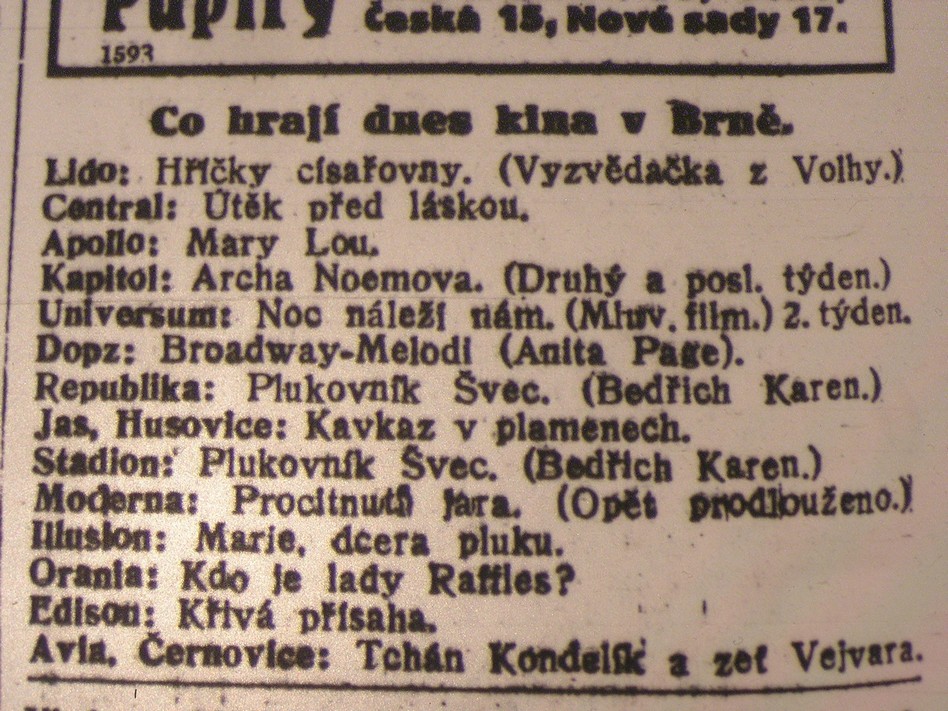 Česká 15, Nové sady 17.
1593
Co hrají dnes kina v Brně.
Lido: Hříčky císařovny. (Vyzvědačka z Volhy.)
Central: Útěk před láskou.
Apollo: Mary Lou.
Kapitol: Archa Noemova. (Druhý a posl. týden.)
Universum: Noc náleží nám. (Mluv. film.) 2. týden.
Dopz: Broadway-Melodi (Anita Page).
Republika: Plukovník Švec. (Bedřich Karen.)
Jas, Husovice: Kavkaz v plamenech.
Stadion: Plukovník Švec. (Bedřich Karen.)
Moderna: Procitnutí jara. (Opět prodlouženo.)
Illusion: Marie, dcera pluku.
Orania: Kdo je lady Raffles?
Edison: Křivá přísaha.
Avia, Černovice: Tchán Kondelík a zeť Vejvara.